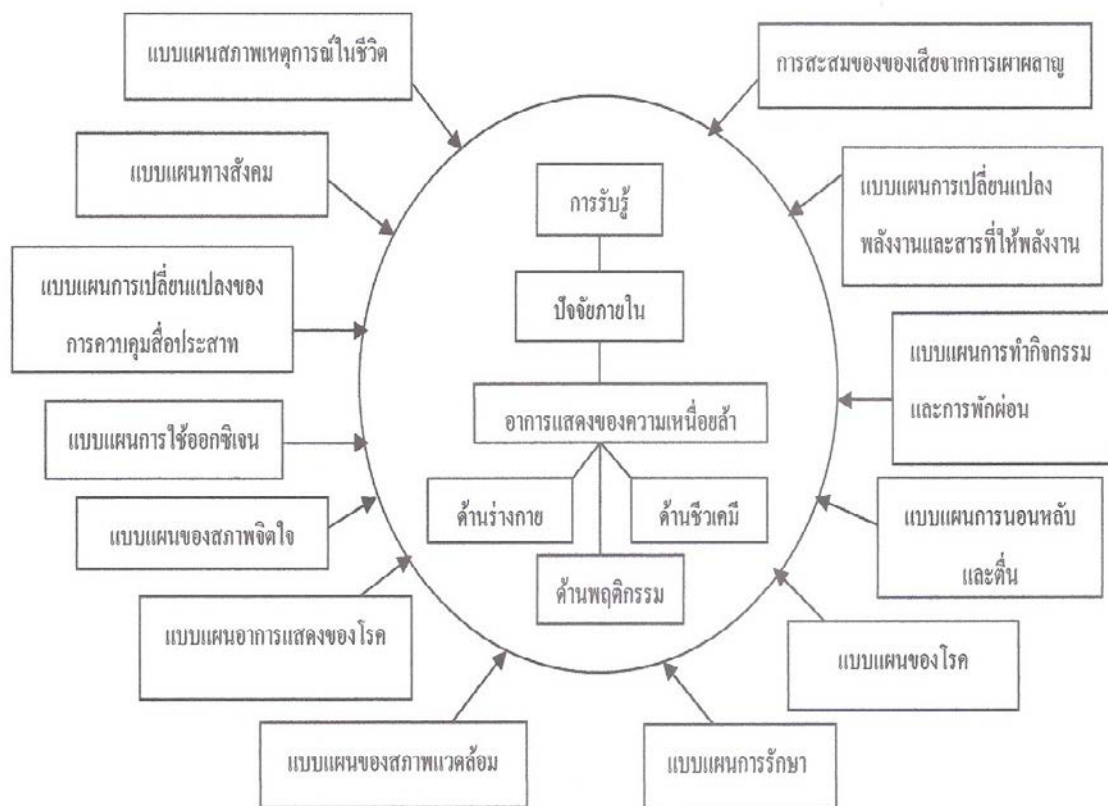 แบบแผนสภาพเหตุการณ์ในชีวิต
การสะสมของของเสียจากการเผาผลาญ
แบบแผนทางสังคม
การรับรู้
แบบแผนการเปลี่ยนแปลง
พลังงานและสารที่ให้พลังงาน
แบบแผนการเปลี่ยนแปลงของ
การควบคุมสื่อประสาท
ปัจจัยภายใน
แบบแผนการทำกิจกรรม
และการพักผ่อน
อาการแสดงของความเหนื่อยล้า
แบบแผนการใช้ออกซิเจน
ด้านร่างกาย
ด้านชีวเคมี
แบบแผนการนอนหลับ
และตื่น
แบบแผนของสภาพจิตใจ
ด้านพฤติกรรม
แบบแผนอาการแสดงของโรค
แบบแผนของโรค
แบบแผนของสภาพแวดล้อม
แบบแผนการรักษา